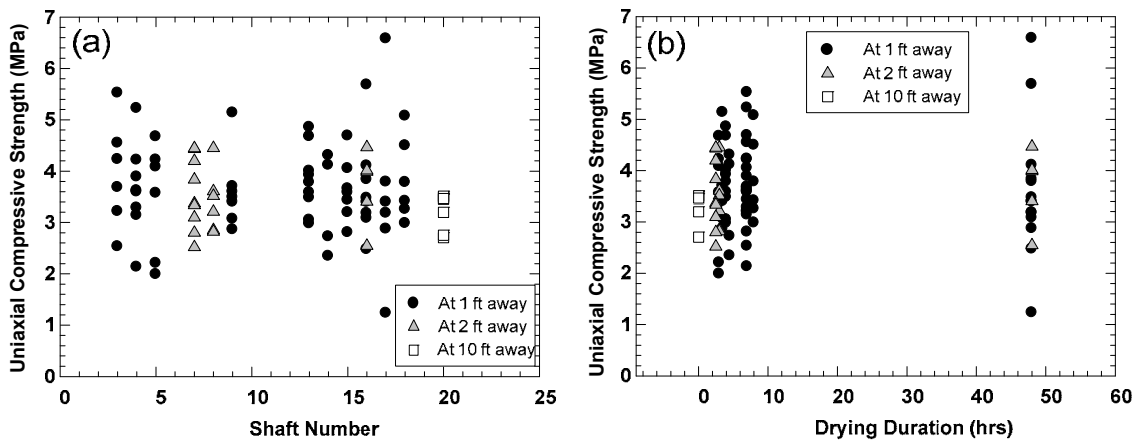 (a)
Uniaxial Compressive Strength (MPa)
7
6
5
4
3
2
1
0
0 5 10 15 20 25
Shaft Number
At 1 ft away
At 2 ft away
At 10 ft away
(b)
Uniaxial Compressive Strength (MPa)
7
6
5
4
3
2
1
0
0 10 20 30 40 50 60
Drying Duration (hrs)
At 1 ft away
At 2 ft away
At 10 ft away